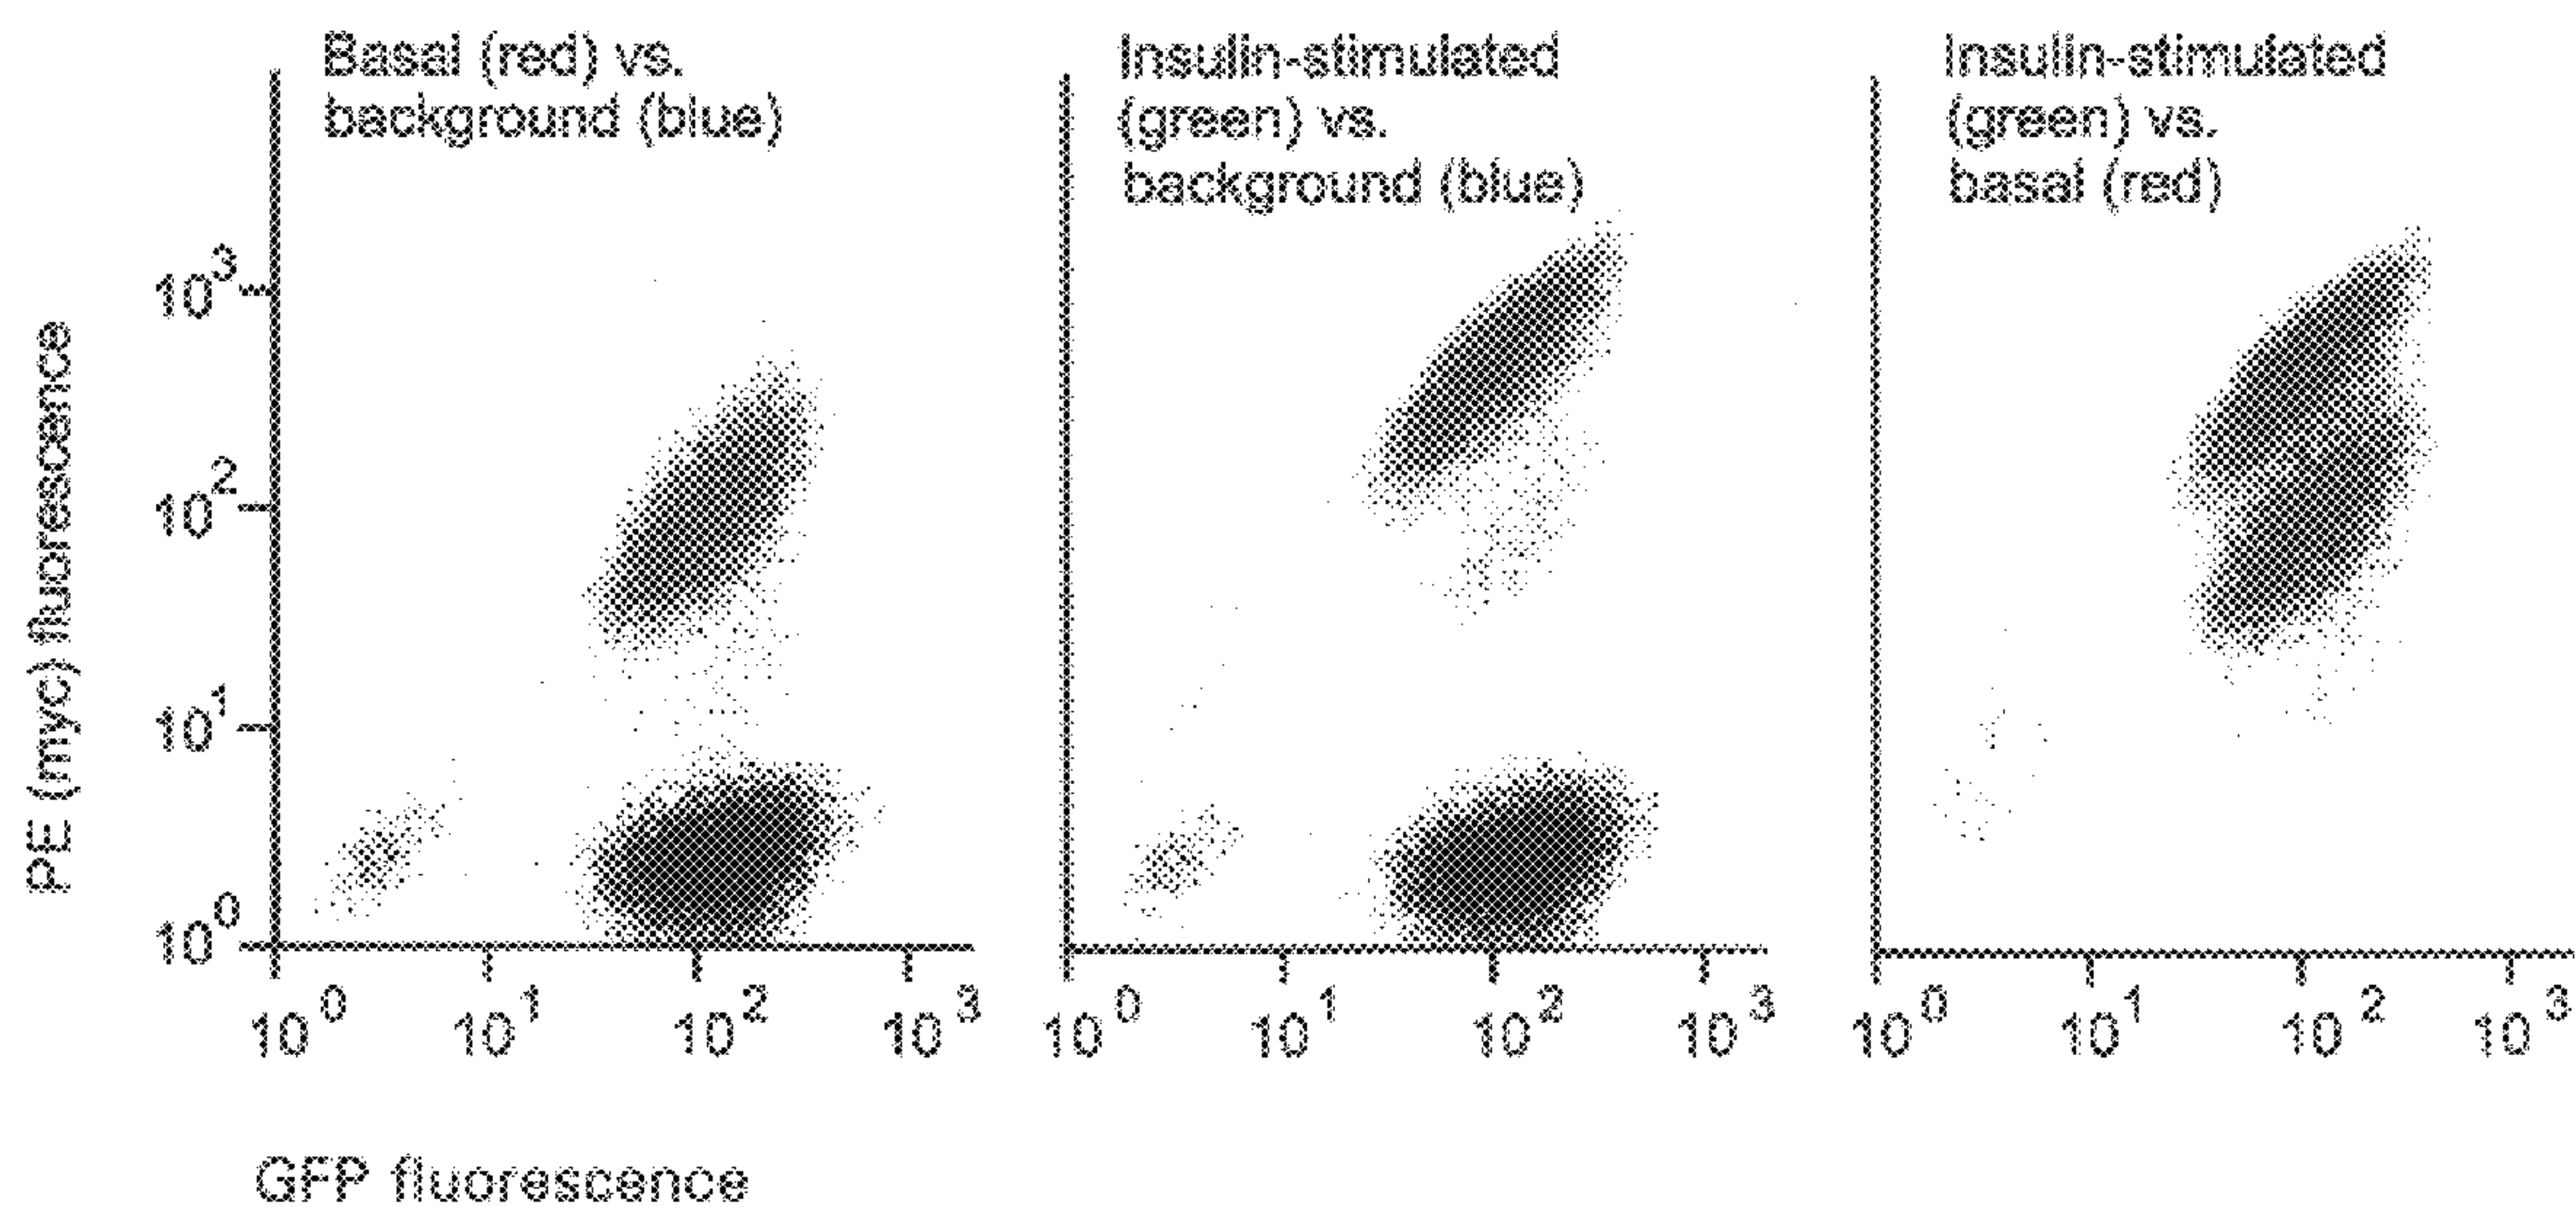 Basal (red) vs.
background (blue)
Insulin-stimulated
(green) vs.
background (blue)
Insulin-stimulated
(green) vs.
basal (red)
PE (myc) fluorescence
10³
10²
10¹
10⁰
10⁰ 10¹ 10² 10³
10⁰ 10¹ 10² 10³
10⁰ 10¹ 10² 10³
GFP fluorescence